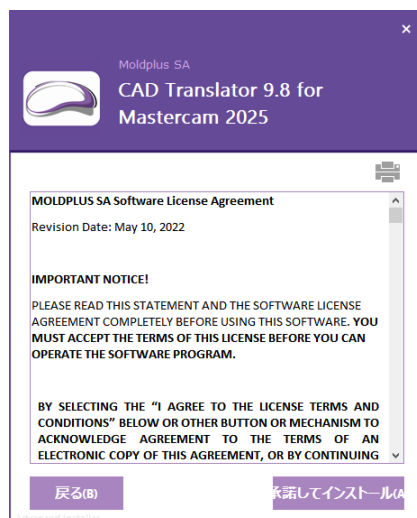 Moldplus SA
CAD Translator 9.8 for
Mastercam 2025
MOLDPLUS SA Software License Agreement
Revision Date: May 10, 2022
IMPORTANT NOTICE!
PLEASE READ THIS STATEMENT AND THE SOFTWARE LICENSE
AGREEMENT COMPLETELY BEFORE USING THIS SOFTWARE. YOU
MUST ACCEPT THE TERMS OF THIS LICENSE BEFORE YOU CAN
OPERATE THE SOFTWARE PROGRAM.
BY SELECTING THE “I AGREE TO THE LICENSE TERMS AND
CONDITIONS” BELOW OR OTHER BUTTON OR MECHANISM TO
ACKNOWLEDGE AGREEMENT TO THE TERMS OF AN
ELECTRONIC COPY OF THIS AGREEMENT, OR BY CONTINUING
戻る(B)
承諾してインストール(A